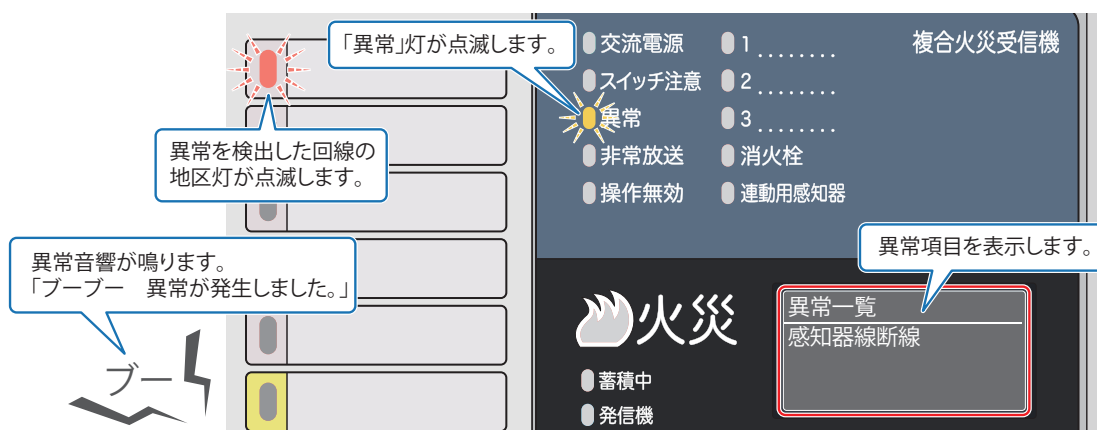 「異常」灯が点滅します。
異常を検出した回線の
地区灯が点滅します。
異常音響が鳴ります。
「ブーブー　異常が発生しました。」
ブー
交流電源
スイッチ注意
異常
非常放送
操作無効
1 ........
2 ........
3 ........
消火栓
連動用感知器
複合火災受信機
異常項目を表示します。
火災
蓄積中
発信機
異常一覧
感知器線断線